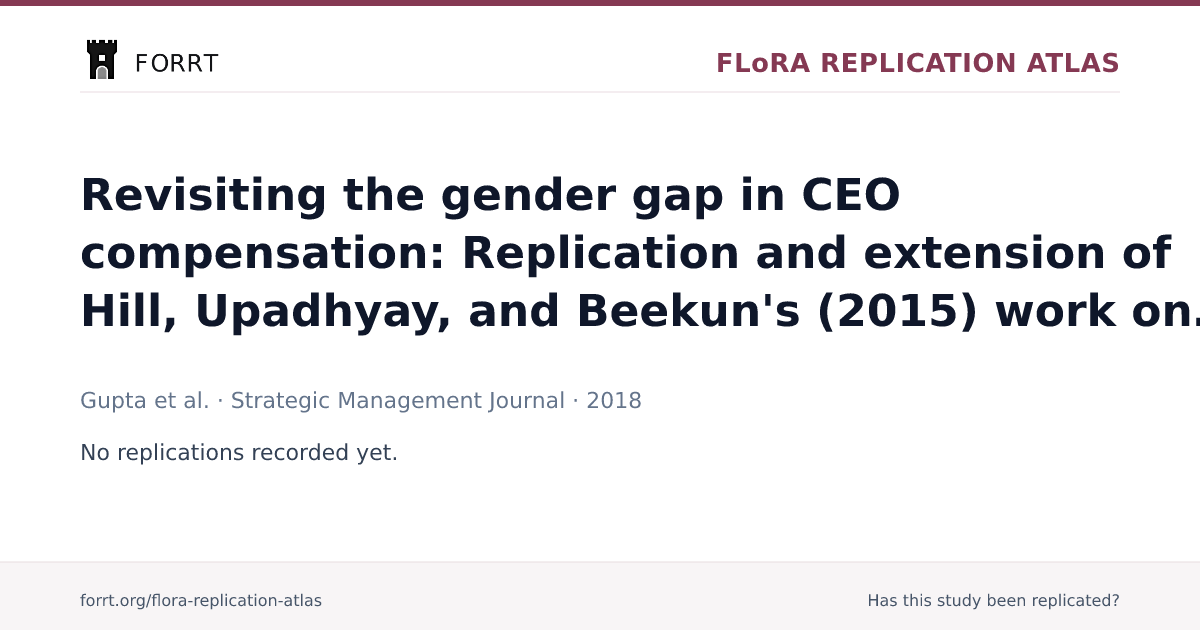 FORRT
FLoRA REPLICATION ATLAS
Revisiting the gender gap in CEO
compensation: Replication and extension of
Hill, Upadhyay, and Beekun's (2015) work on.
Gupta et al. · Strategic Management Journal · 2018
No replications recorded yet.
forrt.org/flora-replication-atlas
Has this study been replicated?